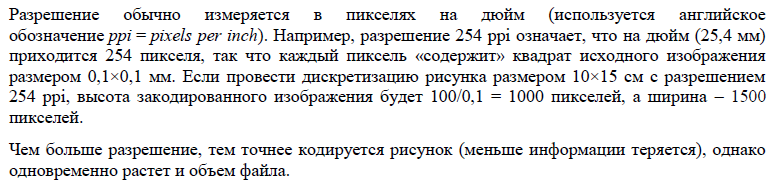 Разрешение обычно измеряется в пикселях на дюйм (используется английское
обозначение ppi = pixels per inch). Например, разрешение 254 ppi означает, что на дюйм (25,4 мм)
приходится 254 пикселя, так что каждый пиксель «содержит» квадрат исходного изображения
размером 0,1×0,1 мм. Если провести дискретизацию рисунка размером 10×15 см с разрешением
254 ppi, высота закодированного изображения будет 100/0,1 = 1000 пикселей, а ширина – 1500
пикселей.
Чем больше разрешение, тем точнее кодируется рисунок (меньше информации теряется), однако
одновременно растет и объем файла.